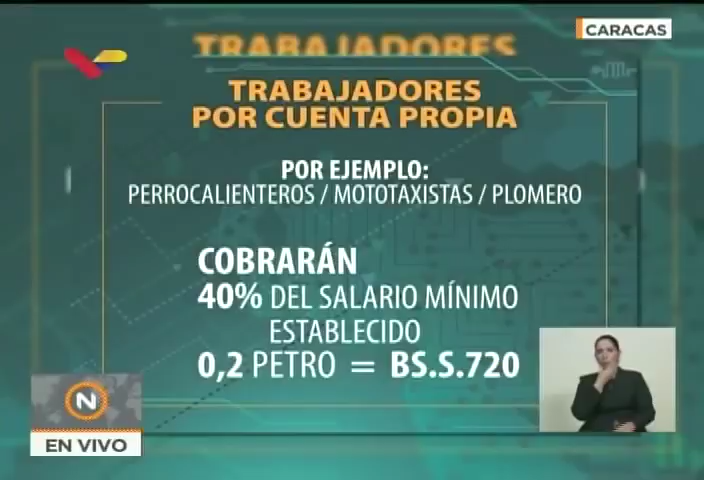 TRABAJADORES
CARACAS
TRABAJADORES
POR CUENTA PROPIA
POR EJEMPLO:
PERROCALIENTEROS / MOTOTAXISTAS / PLOMERO
COBRARÁN
40% DEL SALARIO MÍNIMO
ESTABLECIDO
0,2 PETRO = BS.S.720
N
EN VIVO